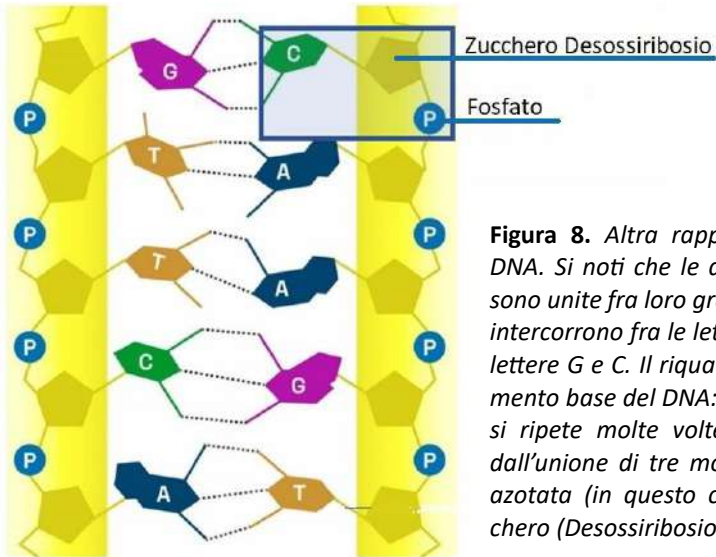 G C
Zucchero Desossiribosio
P P
Fosfato
T A
P P
T A
P P
C G
P P
A T
Figura 8. Altra rapp
DNA. Si noti che le
sono unite fra loro gr
intercorrono fra le let
lettere G e C. Il riqua
mento base del DNA:
si ripete molte volt
dall'unione di tre mo
azotata (in questo c
chero (Desossiribosio